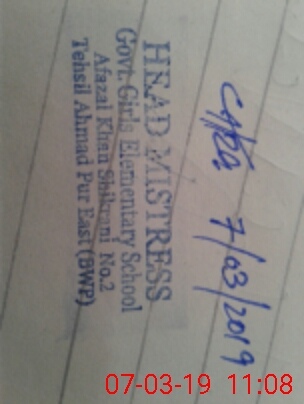 7/03/2019
HEAD MISTRESS
Govt: Girls Elementary School
Afazal Khan Shikrani No.2
Tehsil Ahmad Pur East (BWP)
07-03-19 11:08